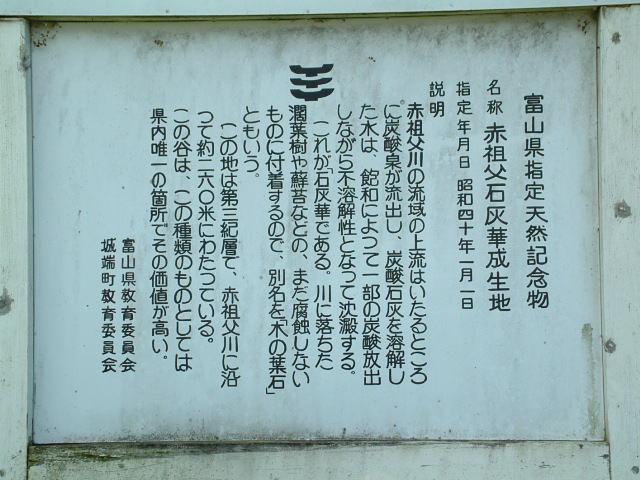 富山県指定天然記念物
名称 赤祖父石灰華成生地
指定年月日 昭和四十年一月一日
説明
赤祖父川の流域の上流はいたるところ
に炭酸泉が流出し、炭酸石灰を溶解し
た水は、飽和によって一部の炭酸放出
しながら不溶解性となって沈澱する。
これが「石灰華である。川に落ちた
濶葉樹や蘚苔などの、まだ腐蝕しない
ものに付着するので、別名を木の葉石」
ともいう。
この地は第三紀層で、赤祖父川に沿
って約二六〇米にわたっている。
この谷は、この種類のものとしては
県内唯一の箇所でその価値が高い。
富山県教育委員会
城端町教育委員会